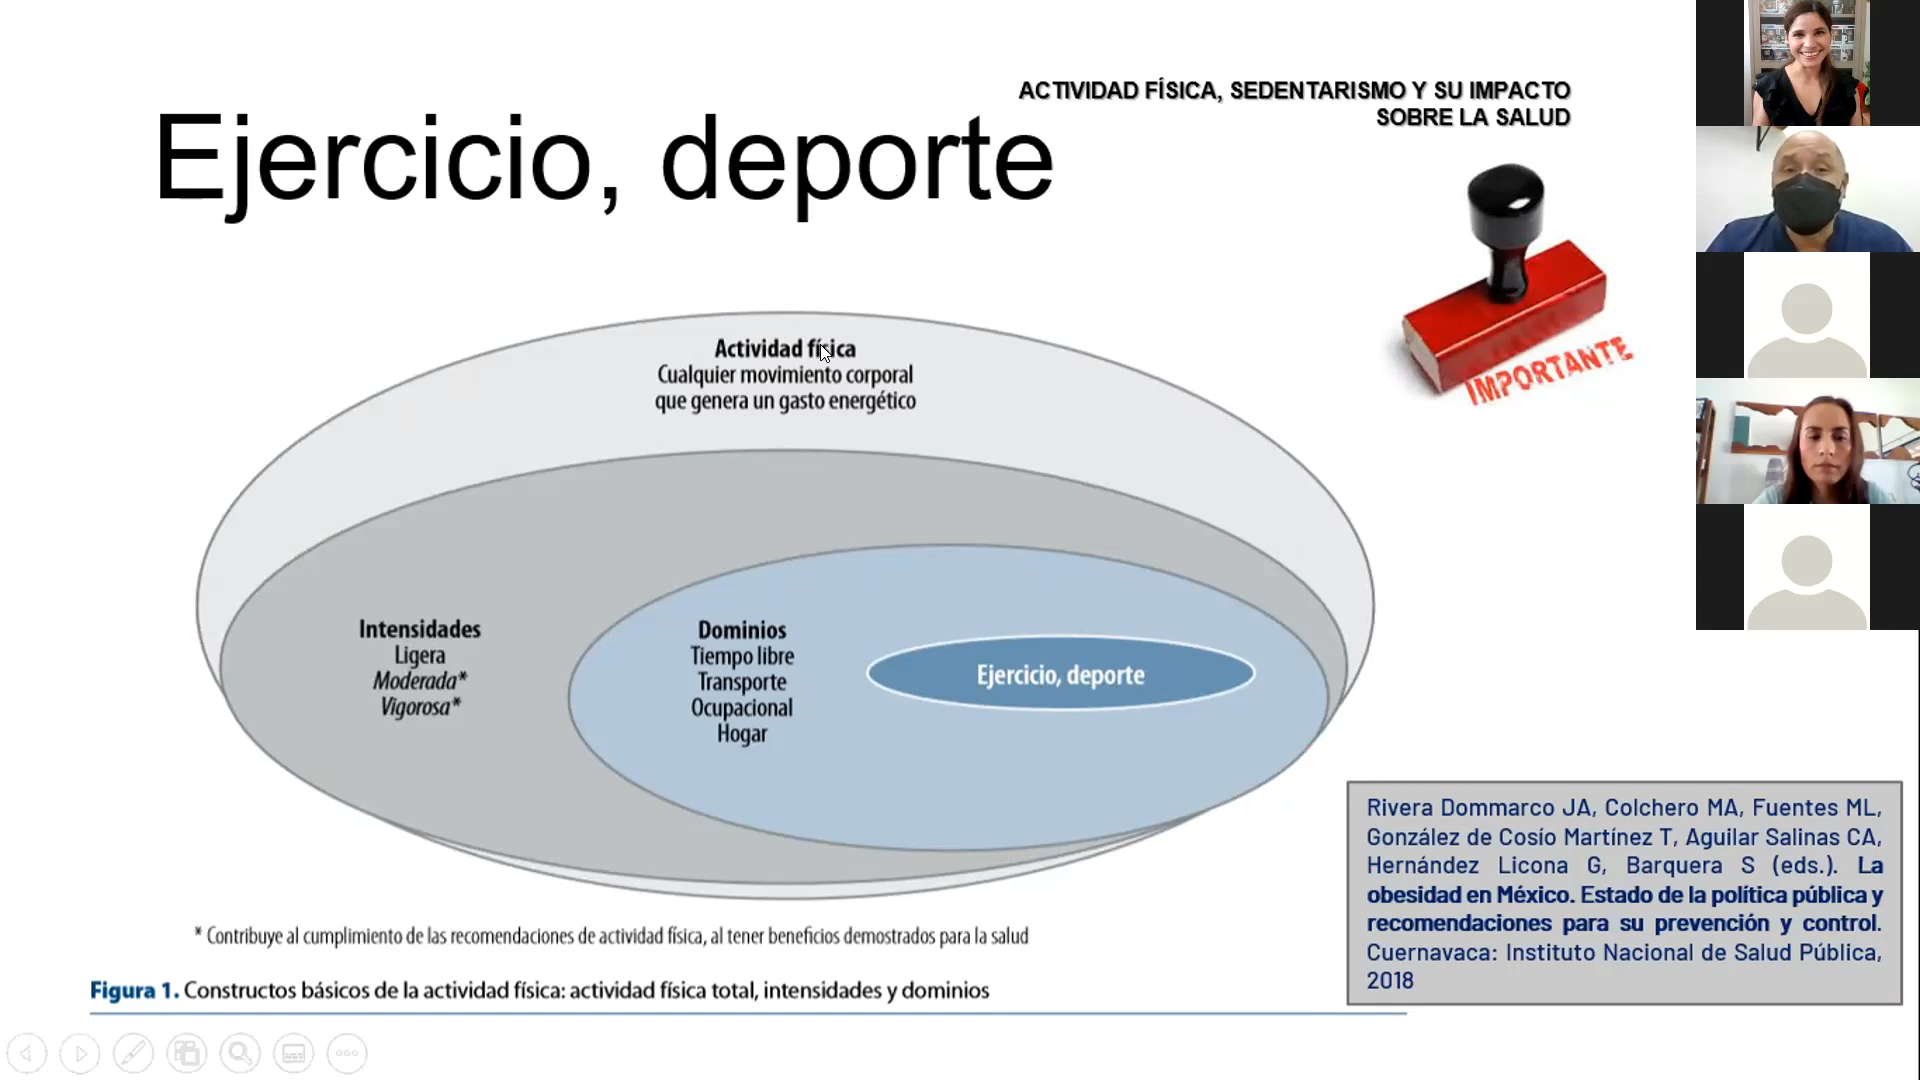 ACTIVIDAD FÍSICA, SEDENTARISMO Y SU IMPACTO
SOBRE LA SALUD
Ejercicio, deporte
IMPORTANTE
Actividad física
Cualquier movimiento corporal
que genera un gasto energético
Intensidades
Ligera
Moderada*
Vigorosa*
Dominios
Tiempo libre
Transporte
Ocupacional
Hogar
Ejercicio, deporte
* Contribuye al cumplimiento de las recomendaciones de actividad física, al tener beneficios demostrados para la salud
Figura 1. Constructos básicos de la actividad física: actividad física total, intensidades y dominios
Rivera Dommarco JA, Colchero MA, Fuentes ML,
González de Cosío Martínez T, Aguilar Salinas CA,
Hernández Licona G, Barquera S (eds.). La
obesidad en México. Estado de la política pública y
recomendaciones para su prevención y control.
Cuernavaca: Instituto Nacional de Salud Pública,
2018